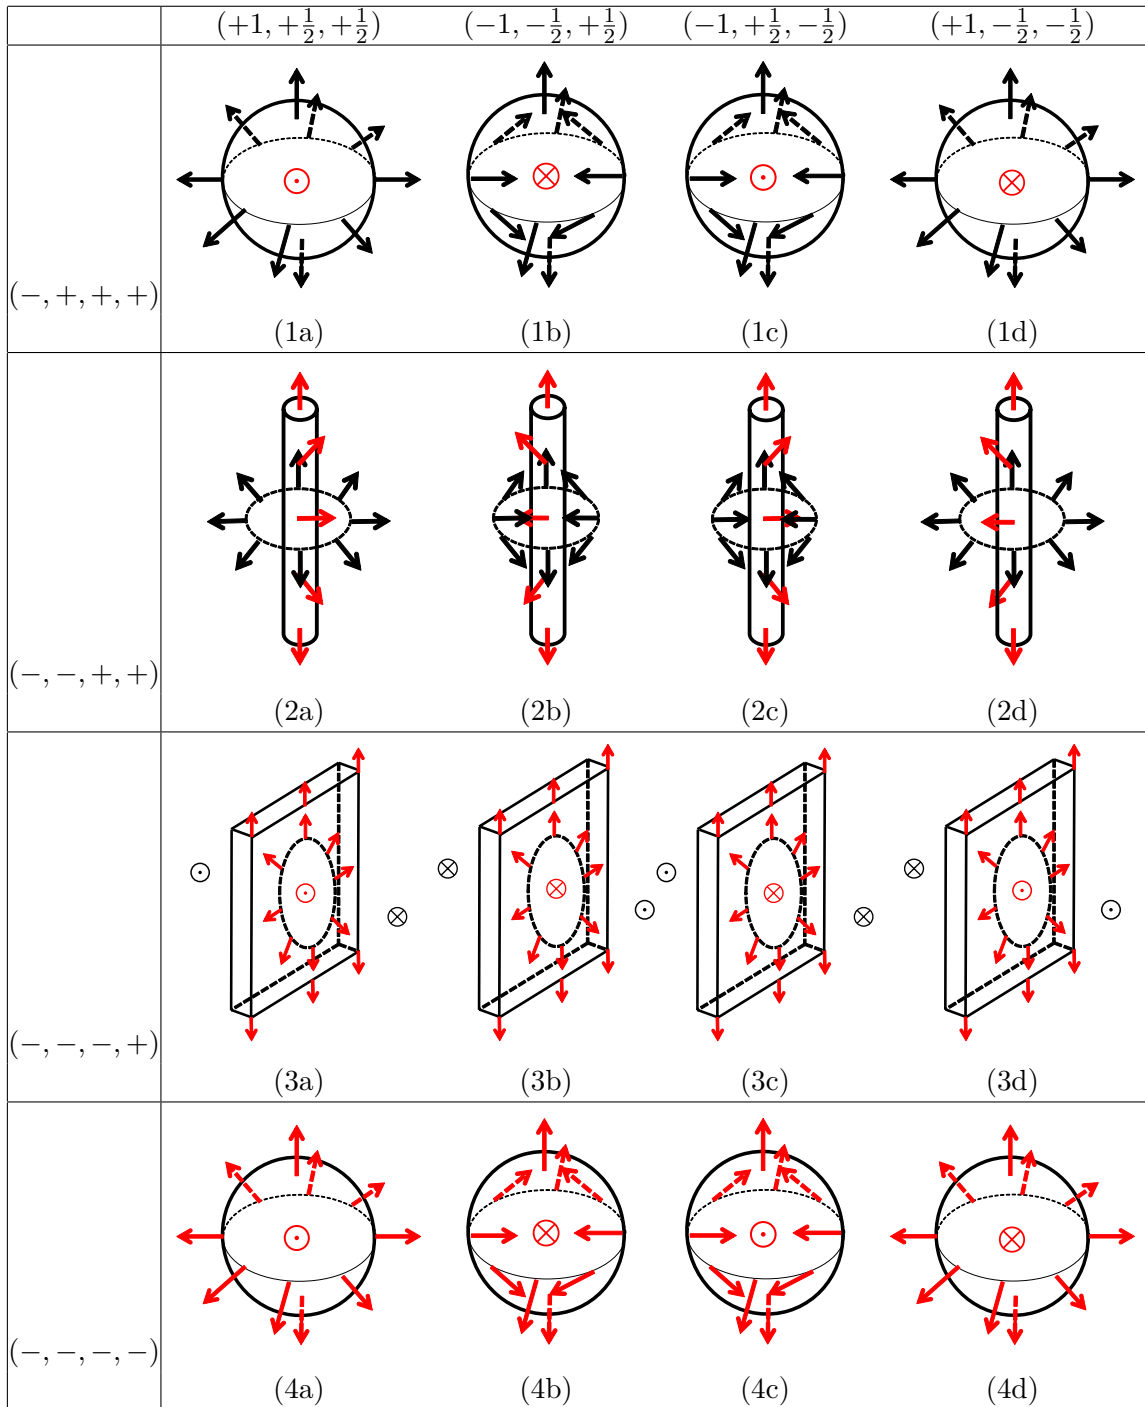 (+1, +1/2, +1/2) (−1, −1/2, +1/2) (−1, +1/2, −1/2) (+1, −1/2, −1/2)
(−, +, +, +)
(1a) (1b) (1c) (1d)
(−, −, +, +)
(2a) (2b) (2c) (2d)
(−, −, −, +)
(3a) (3b) (3c) (3d)
(−, −, −, −)
(4a) (4b) (4c) (4d)